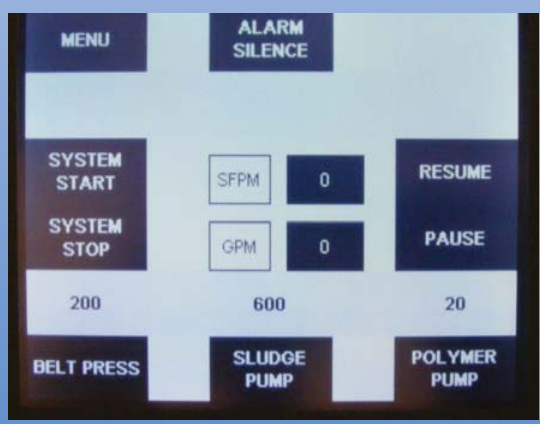 MENU
ALARM
SILENCE
SYSTEM
START
SFPM
0
RESUME
SYSTEM
STOP
GPM
0
PAUSE
200
600
20
BELT PRESS
SLUDGE
PUMP
POLYMER
PUMP